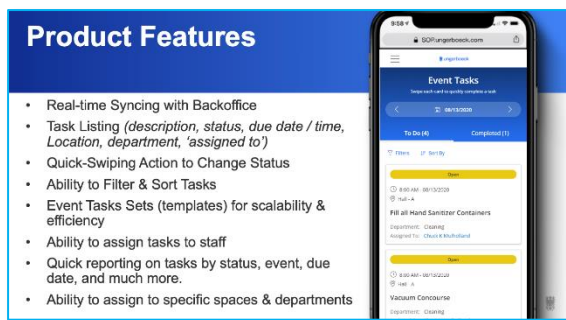 Product Features
• Real-time Syncing with Backoffice
• Task Listing (description, status, due date / time,
Location, department, ‘assigned to’)
• Quick-Swiping Action to Change Status
• Ability to Filter & Sort Tasks
• Event Tasks Sets (templates) for scalability &
efficiency
• Ability to assign tasks to staff
• Quick reporting on tasks by status, event, due
date, and much more.
• Ability to assign to specific spaces & departments
9:58
SOP.ungerboeck.com
ungerboeck
Event Tasks
Swipe each card to quickly complete a task
08/13/2020
To Do (4) Completed (1)
Filters Sort By
Open
8:00 AM - 08/13/2020
Hall - A
Fill all Hand Sanitizer Containers
Department: Cleaning
Assigned To: Chuck R Mulholland
Open
8:00 AM - 08/13/2020
Hall - A
Vacuum Concourse
Department: Cleaning